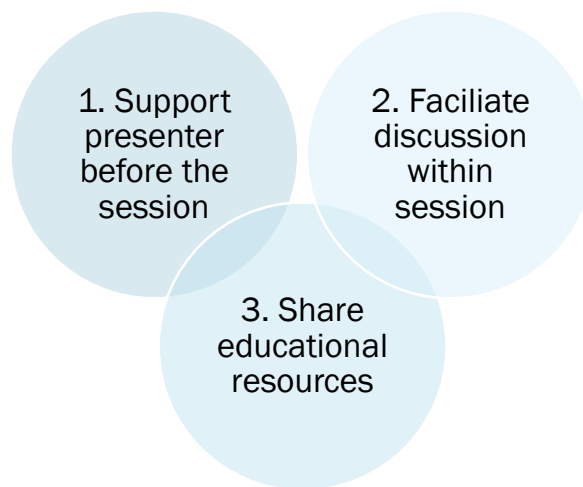 1. Support
presenter
before the
session
2. Faciliate
discussion
within
session
3. Share
educational
resources